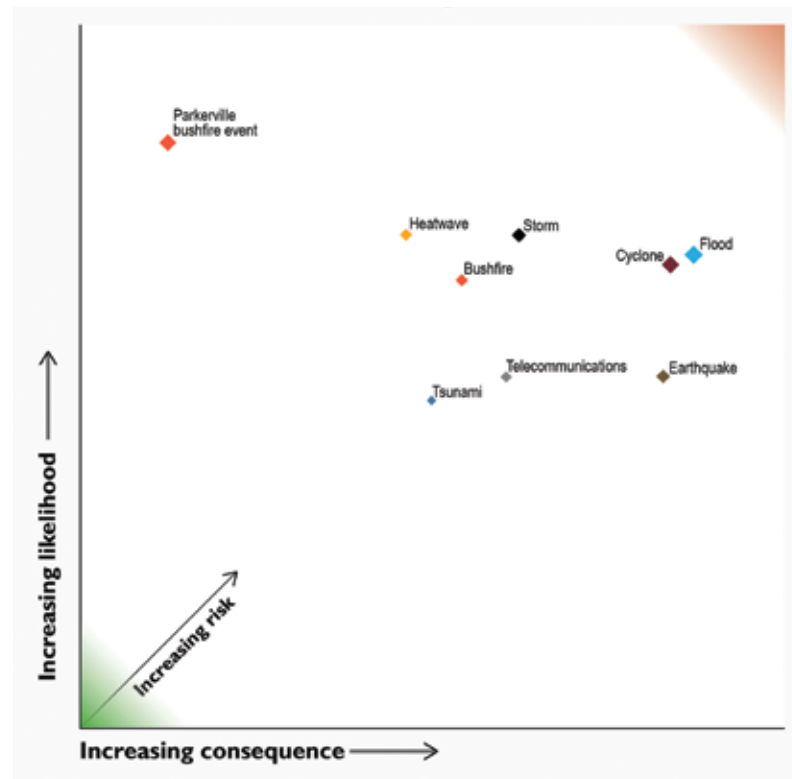 Parkerville
bushfire event
Heatwave
Storm
Flood
Cyclone
Bushfire
Telecommunications
Earthquake
Tsunami
Increasing likelihood
Increasing risk
Increasing consequence